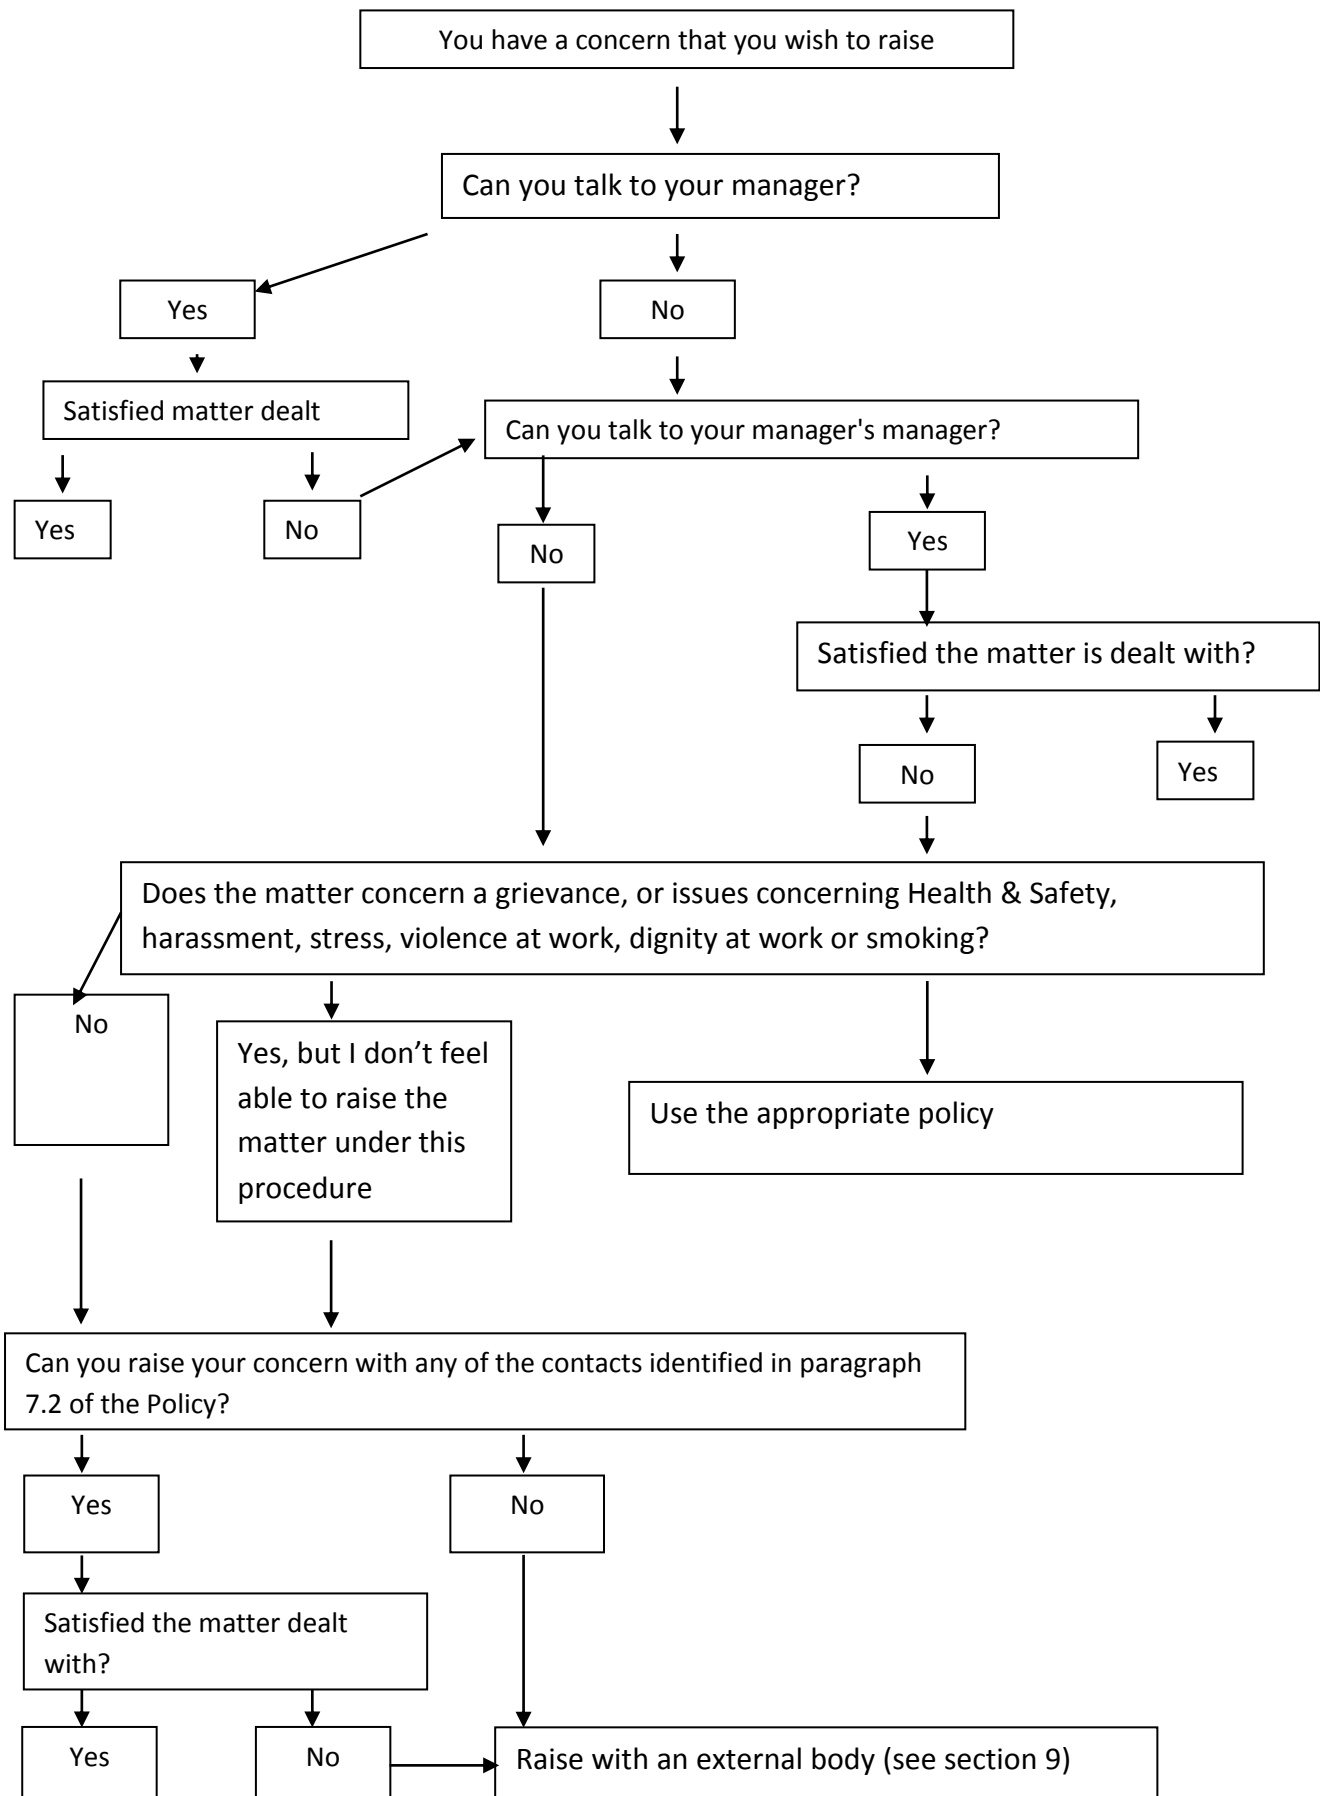 You have a concern that you wish to raise
Can you talk to your manager?
Yes
No
Satisfied matter dealt
Can you talk to your manager's manager?
Yes
No
No
Yes
Satisfied the matter is dealt with?
No
Yes
Does the matter concern a grievance, or issues concerning Health & Safety,
harassment, stress, violence at work, dignity at work or smoking?
No
Yes, but I don’t feel
able to raise the
matter under this
procedure
Use the appropriate policy
Can you raise your concern with any of the contacts identified in paragraph
7.2 of the Policy?
Yes
No
Satisfied the matter dealt
with?
Yes
No
Raise with an external body (see section 9)